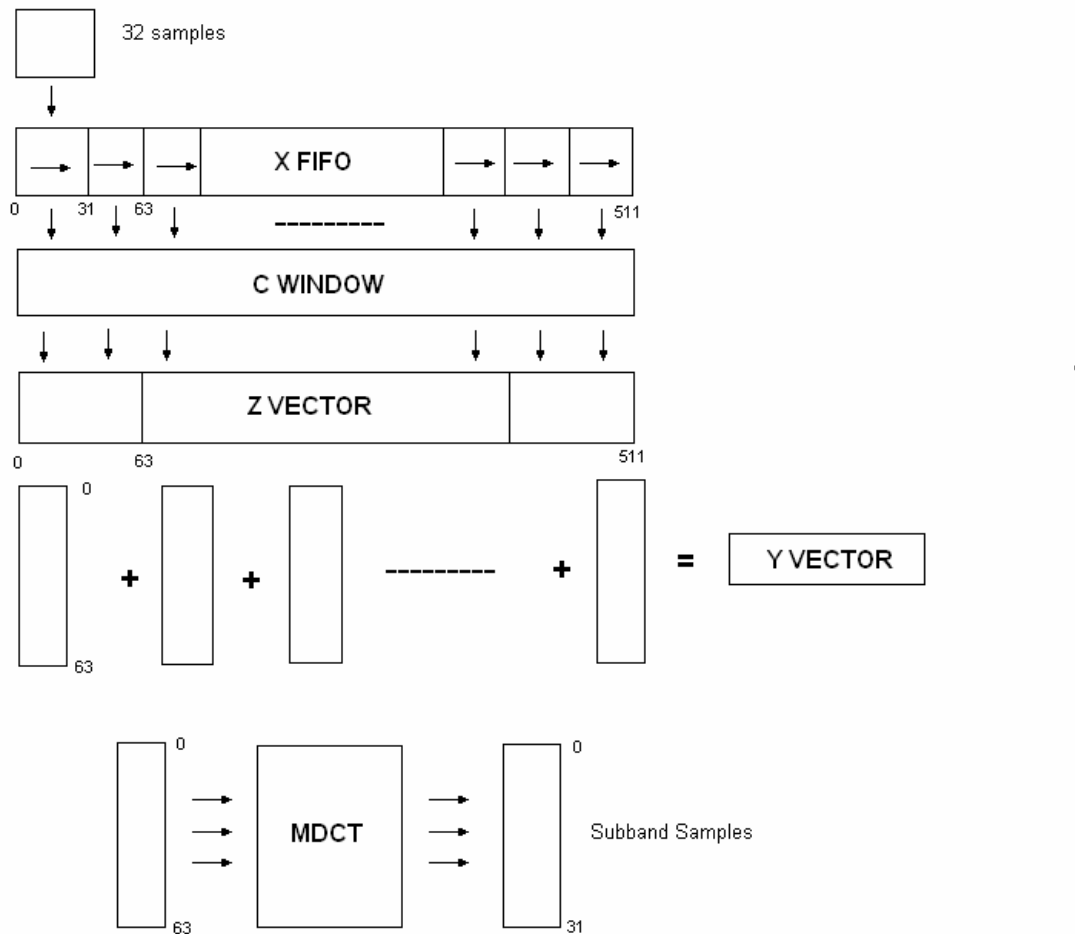 32 samples
X FIFO
0 31 63 511
C WINDOW
Z VECTOR
0 63 511
0
+ + --------- + = Y VECTOR
63
0 0
MDCT Subband Samples
63 31